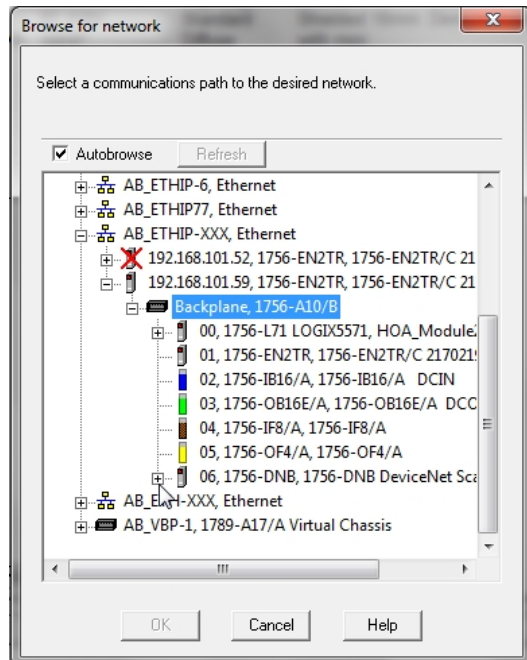 Browse for network
Select a communications path to the desired network.
Autobrowse
Refresh
AB_ETHIP-6, Ethernet
AB_ETHIP77, Ethernet
AB_ETHIP-XXX, Ethernet
192.168.101.52, 1756-EN2TR, 1756-EN2TR/C 21
192.168.101.59, 1756-EN2TR, 1756-EN2TR/C 21
Backplane, 1756-A10/B
00, 1756-L71 LOGIX5571, HOA_Module
01, 1756-EN2TR, 1756-EN2TR/C 217021
02, 1756-IB16/A, 1756-IB16/A DCIN
03, 1756-OB16E/A, 1756-OB16E/A DCO
04, 1756-IF8/A, 1756-IF8/A
05, 1756-OF4/A, 1756-OF4/A
06, 1756-DNB, 1756-DNB DeviceNet Sca
-XXX, Ethernet
AB_VBP-1, 1789-A17/A Virtual Chassis
OK
Cancel
Help